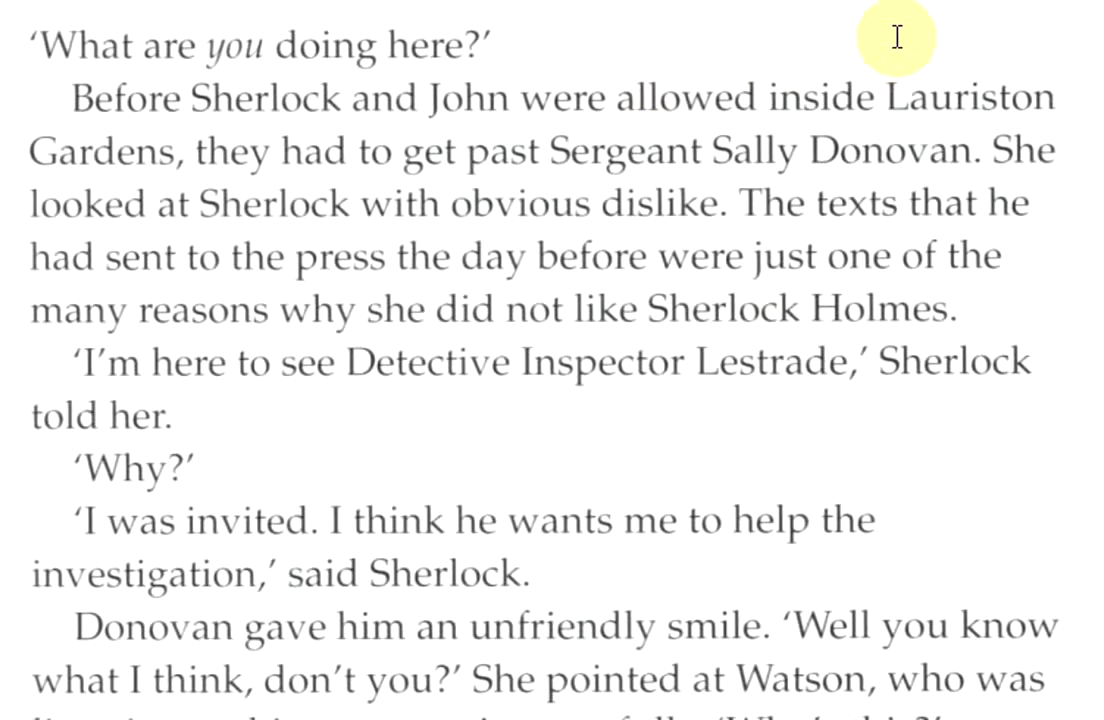 ‘What are you doing here?’
Before Sherlock and John were allowed inside Lauriston
Gardens, they had to get past Sergeant Sally Donovan. She
looked at Sherlock with obvious dislike. The texts that he
had sent to the press the day before were just one of the
many reasons why she did not like Sherlock Holmes.
‘I’m here to see Detective Inspector Lestrade,’ Sherlock
told her.
‘Why?’
‘I was invited. I think he wants me to help the
investigation,’ said Sherlock.
Donovan gave him an unfriendly smile. ‘Well you know
what I think, don’t you?’ She pointed at Watson, who was